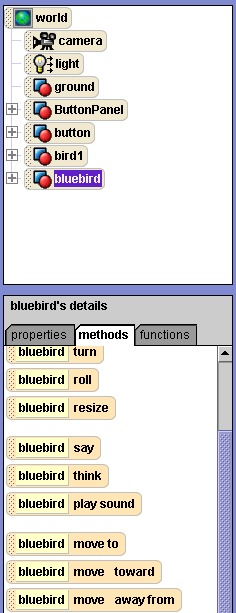 world
camera
light
ground
ButtonPanel
button
bird1
bluebird
bluebird's details
properties methods functions
bluebird turn
bluebird roll
bluebird resize
bluebird say
bluebird think
bluebird play sound
bluebird move to
bluebird move toward
bluebird move away from